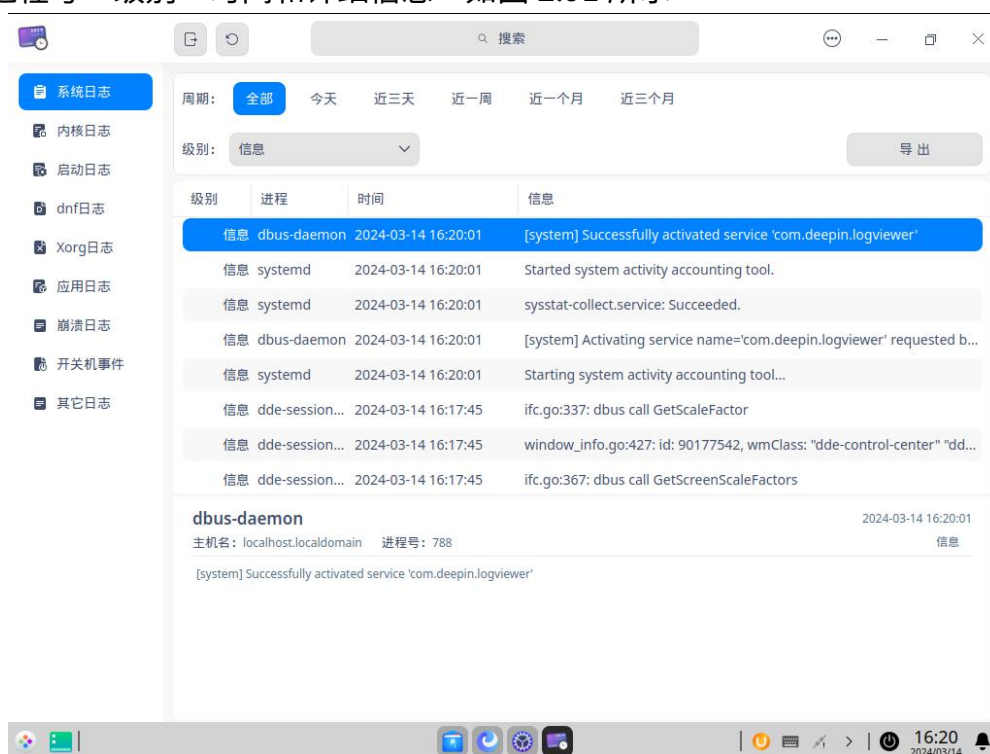 搜索
系统日志
内核日志
启动日志
dnf日志
Xorg日志
应用日志
崩溃日志
开关机事件
其它日志
周期: 全部 今天 近三天 近一周 近一个月 近三个月
级别: 信息 导出
级别 进程 时间 信息
信息 dbus-daemon 2024-03-14 16:20:01 [system] Successfully activated service 'com.deepin.logviewer'
信息 systemd 2024-03-14 16:20:01 Started system activity accounting tool.
信息 systemd 2024-03-14 16:20:01 sysstat-collect.service: Succeeded.
信息 dbus-daemon 2024-03-14 16:20:01 [system] Activating service name='com.deepin.logviewer' requested b...
信息 systemd 2024-03-14 16:20:01 Starting system activity accounting tool...
信息 dde-session... 2024-03-14 16:17:45 ifc.go:337: dbus call GetScaleFactor
信息 dde-session... 2024-03-14 16:17:45 window_info.go:427: id: 90177542, wmClass: "dde-control-center" "dd...
信息 dde-session... 2024-03-14 16:17:45 ifc.go:367: dbus call GetScreenScaleFactors
dbus-daemon 2024-03-14 16:20:01
主机名: localhost.localdomain 进程号: 788 信息
[system] Successfully activated service 'com.deepin.logviewer'
16:20
2024/03/14